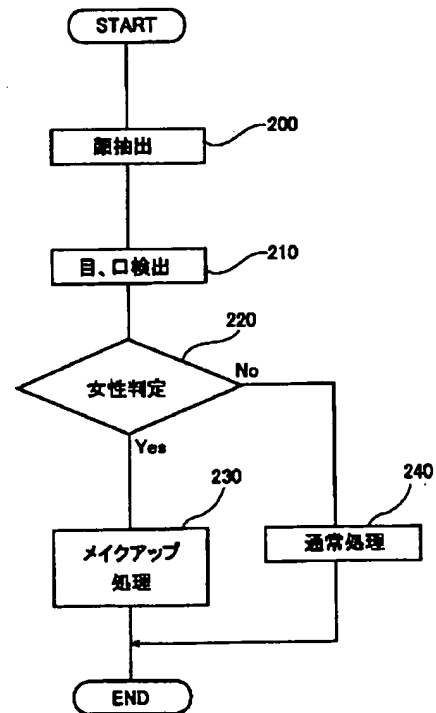 START
顔抽出
200
目、口検出
210
220
女性判定
No
Yes
230
メイクアップ
処理
240
通常処理
END